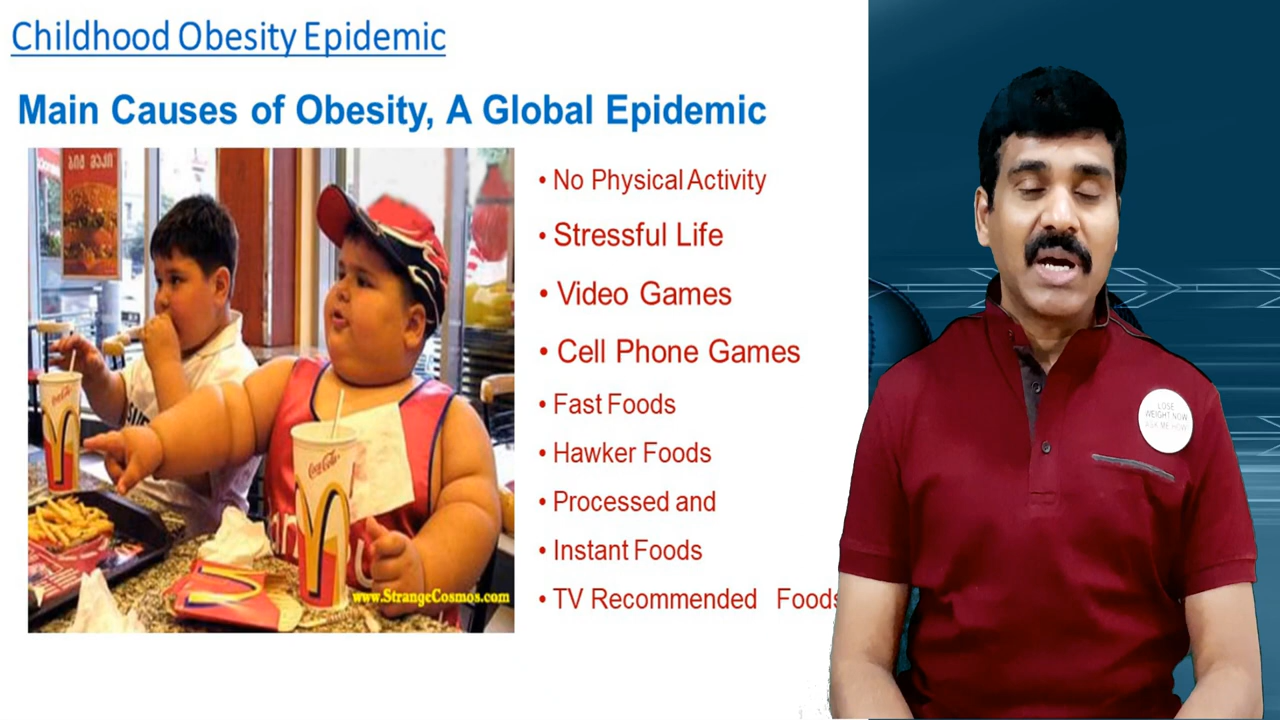 Childhood Obesity Epidemic
Main Causes of Obesity, A Global Epidemic
• No Physical Activity
• Stressful Life
• Video Games
• Cell Phone Games
• Fast Foods
• Hawker Foods
• Processed and
• Instant Foods
• TV Recommended Foods
Coca-Cola
Coca-Cola
www.StrangeCosmos.com
LOSE
WEIGHT NOW
ASK ME HOW